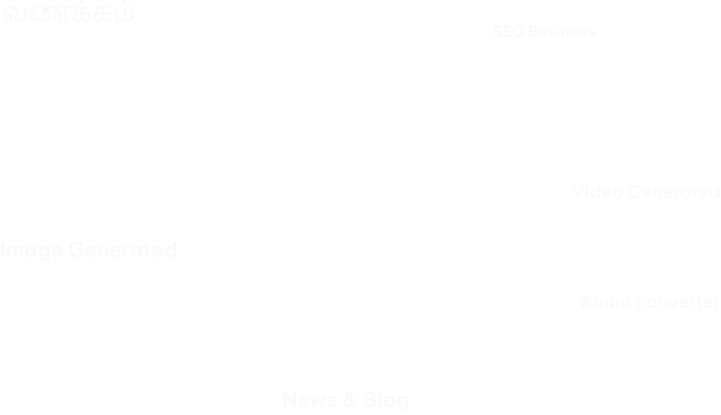 வணக்கம்
SEO Business
Video Generated
Image Generated
Audio converter
News & Blog